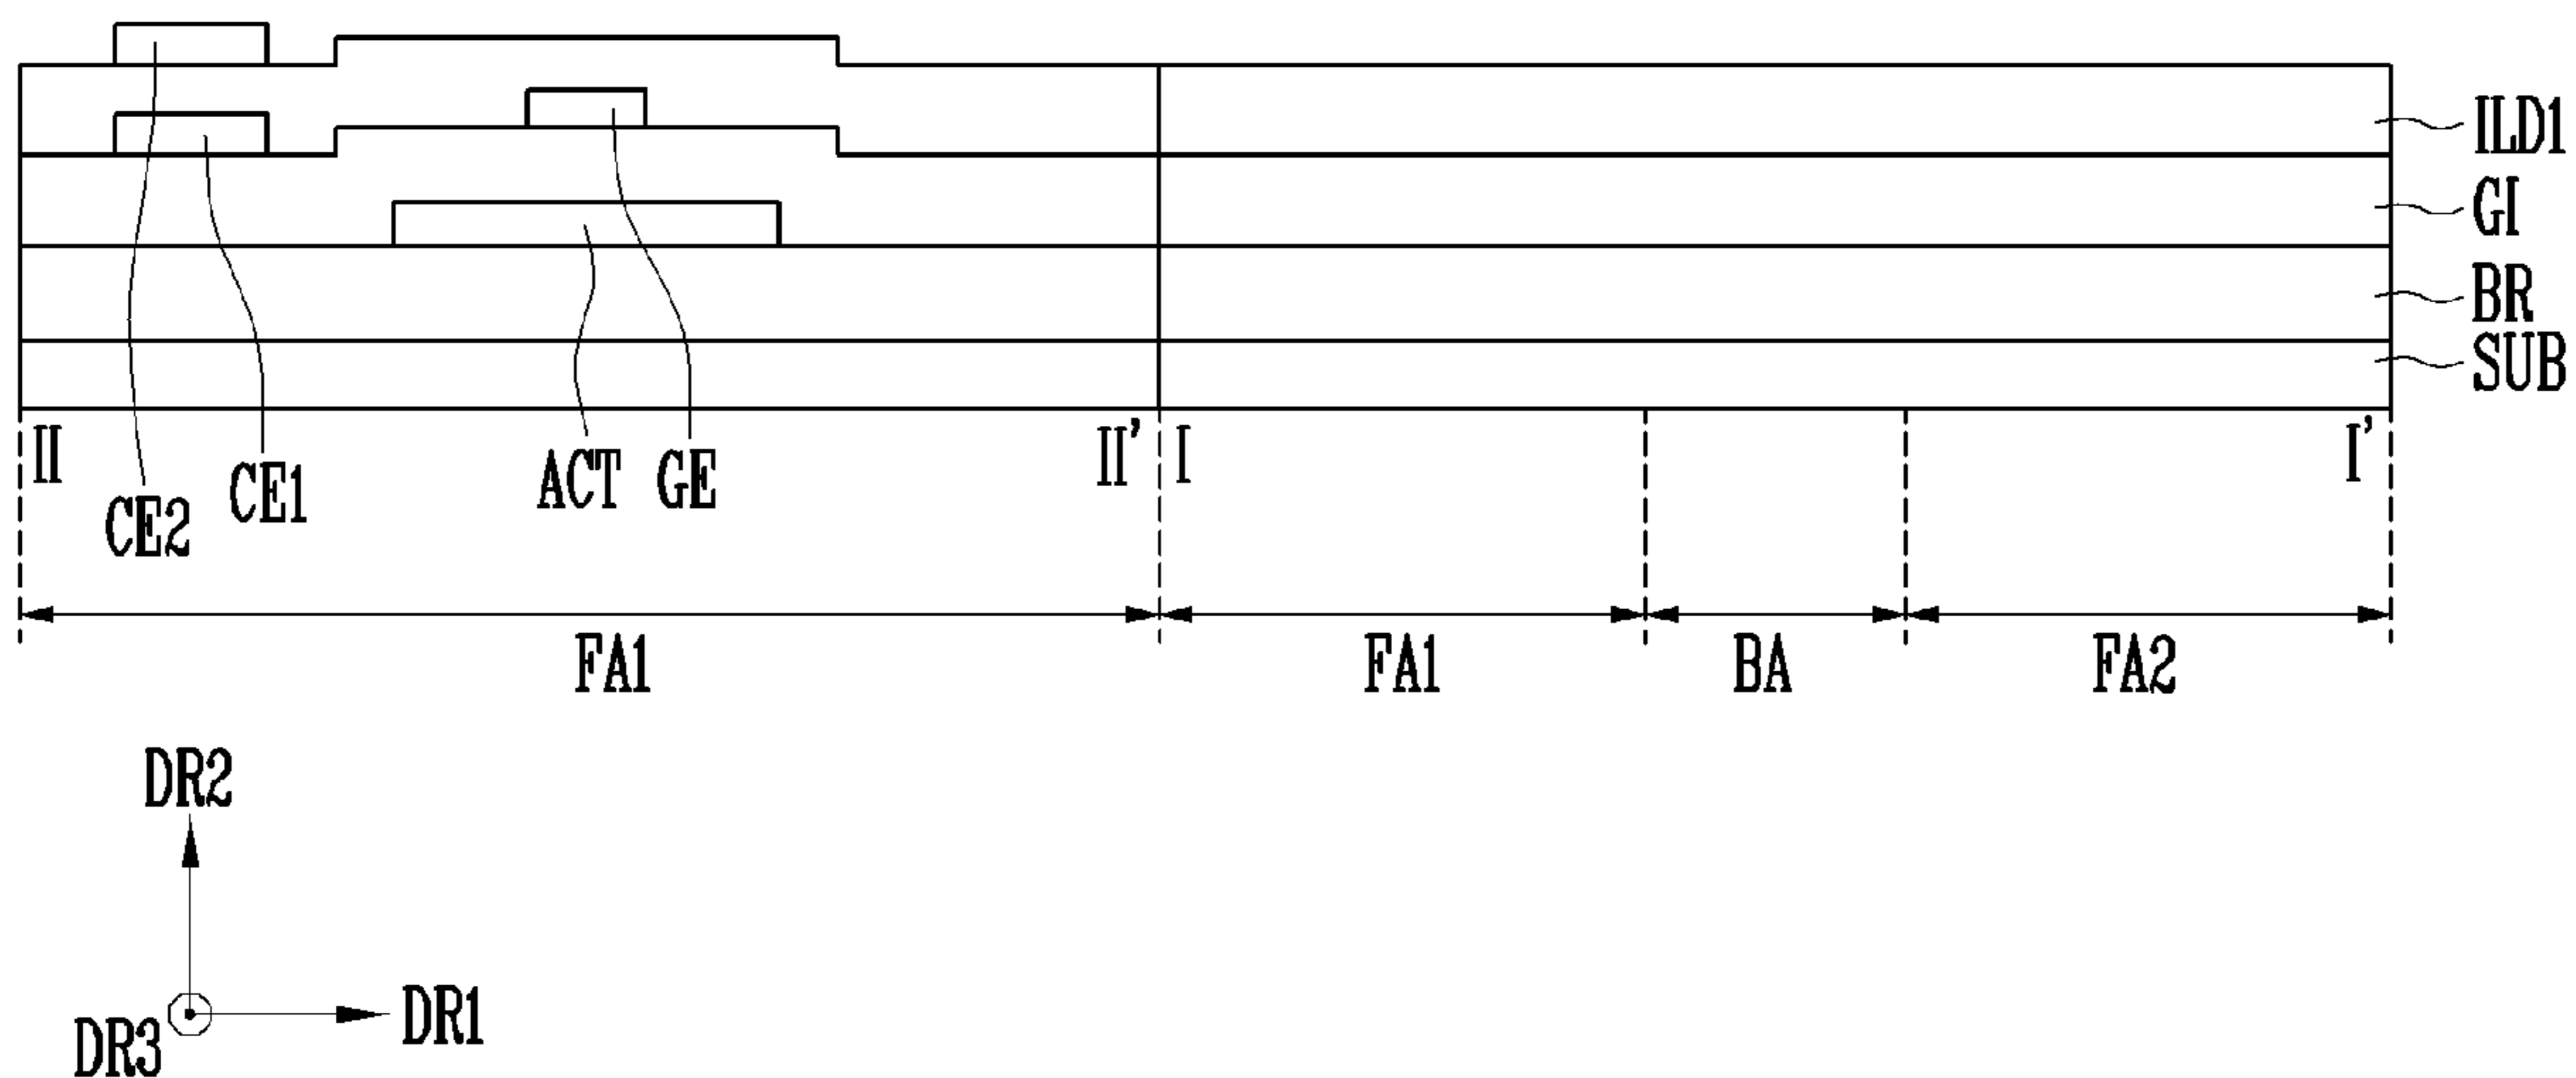 ILD1
GI
BR
SUB
II
II'
I
I'
CE2
CE1
ACT
GE
FA1
FA1
BA
FA2
DR2
DR3
DR1